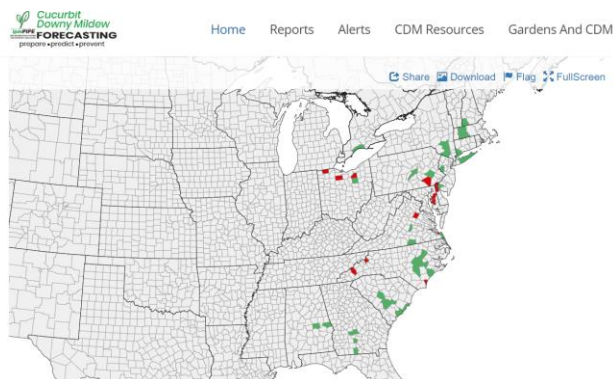 Cucurbit
Downy Mildew
FORECASTING
prepare •predict •prevent
Home Reports Alerts CDM Resources Gardens And CDM
Share Download Flag FullScreen